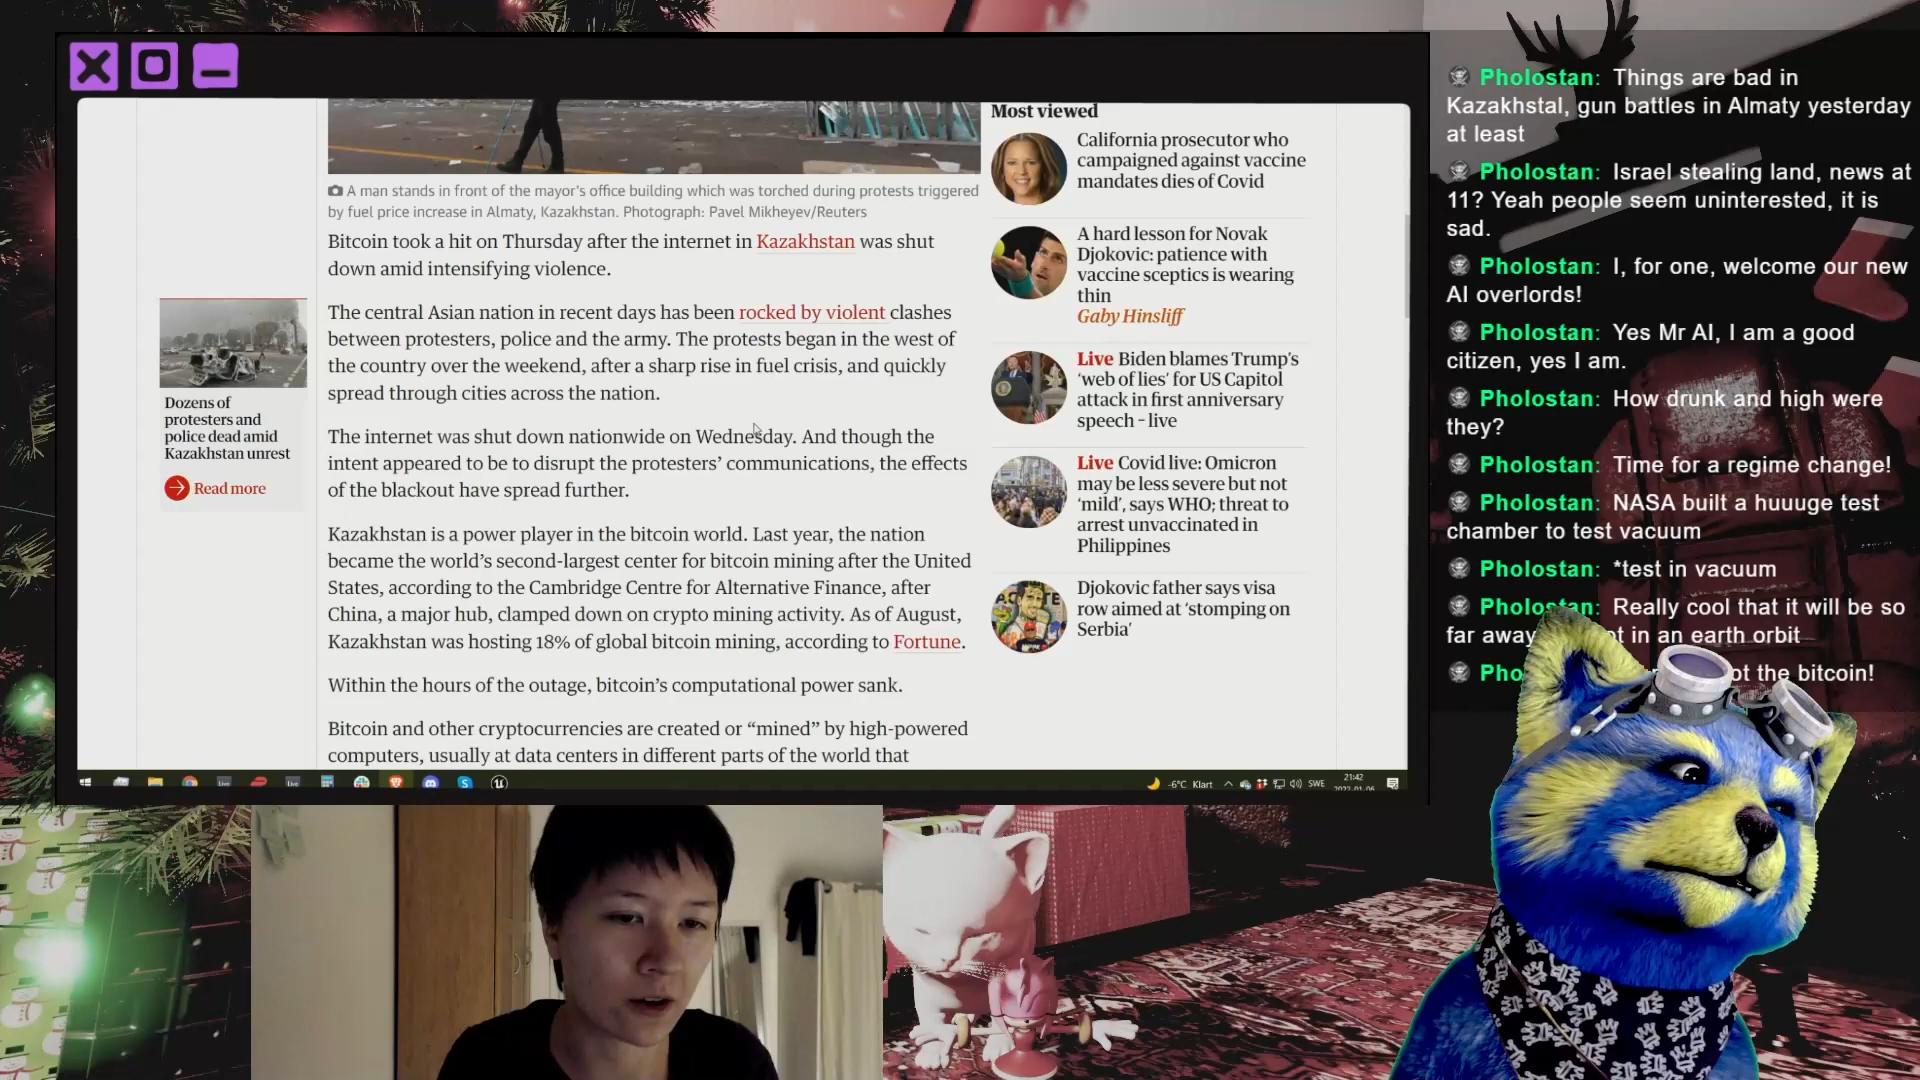 A man stands in front of the mayor's office building which was torched during protests triggered
by fuel price increase in Almaty, Kazakhstan. Photograph: Pavel Mikheyev/Reuters
Bitcoin took a hit on Thursday after the internet in Kazakhstan was shut
down amid intensifying violence.
The central Asian nation in recent days has been rocked by violent clashes
between protesters, police and the army. The protests began in the west of
the country over the weekend, after a sharp rise in fuel crisis, and quickly
spread through cities across the nation.
The internet was shut down nationwide on Wednesday. And though the
intent appeared to be to disrupt the protesters' communications, the effects
of the blackout have spread further.
Kazakhstan is a power player in the bitcoin world. Last year, the nation
became the world's second-largest center for bitcoin mining after the United
States, according to the Cambridge Centre for Alternative Finance, after
China, a major hub, clamped down on crypto mining activity. As of August,
Kazakhstan was hosting 18% of global bitcoin mining, according to Fortune.
Within the hours of the outage, bitcoin's computational power sank.
Bitcoin and other cryptocurrencies are created or “mined” by high-powered
computers, usually at data centers in different parts of the world that
Dozens of
protesters and
police dead amid
Kazakhstan unrest
Read more
Most viewed
California prosecutor who
campaigned against vaccine
mandates dies of Covid
A hard lesson for Novak
Djokovic: patience with
vaccine sceptics is wearing
thin
Gaby Hinsliff
Live Biden blames Trump's
'web of lies' for US Capitol
attack in first anniversary
speech – live
Live Covid live: Omicron
may be less severe but not
'mild', says WHO; threat to
arrest unvaccinated in
Philippines
Djokovic father says visa
row aimed at 'stomping on
Serbia'
-6°C Klart
SWE
21:42
2022-01-06
Pholostan: Things are bad in
Kazakhstal, gun battles in Almaty yesterday
at least
Pholostan: Israel stealing land, news at
11? Yeah people seem uninterested, it is
sad.
Pholostan: I, for one, welcome our new
AI overlords!
Pholostan: Yes Mr AI, I am a good
citizen, yes I am.
Pholostan: How drunk and high were
they?
Pholostan: Time for a regime change!
Pholostan: NASA built a huuuge test
chamber to test vacuum
Pholostan: *test in vacuum
Pholostan: Really cool that it will be so
far away in an earth orbit
Pho the bitcoin!